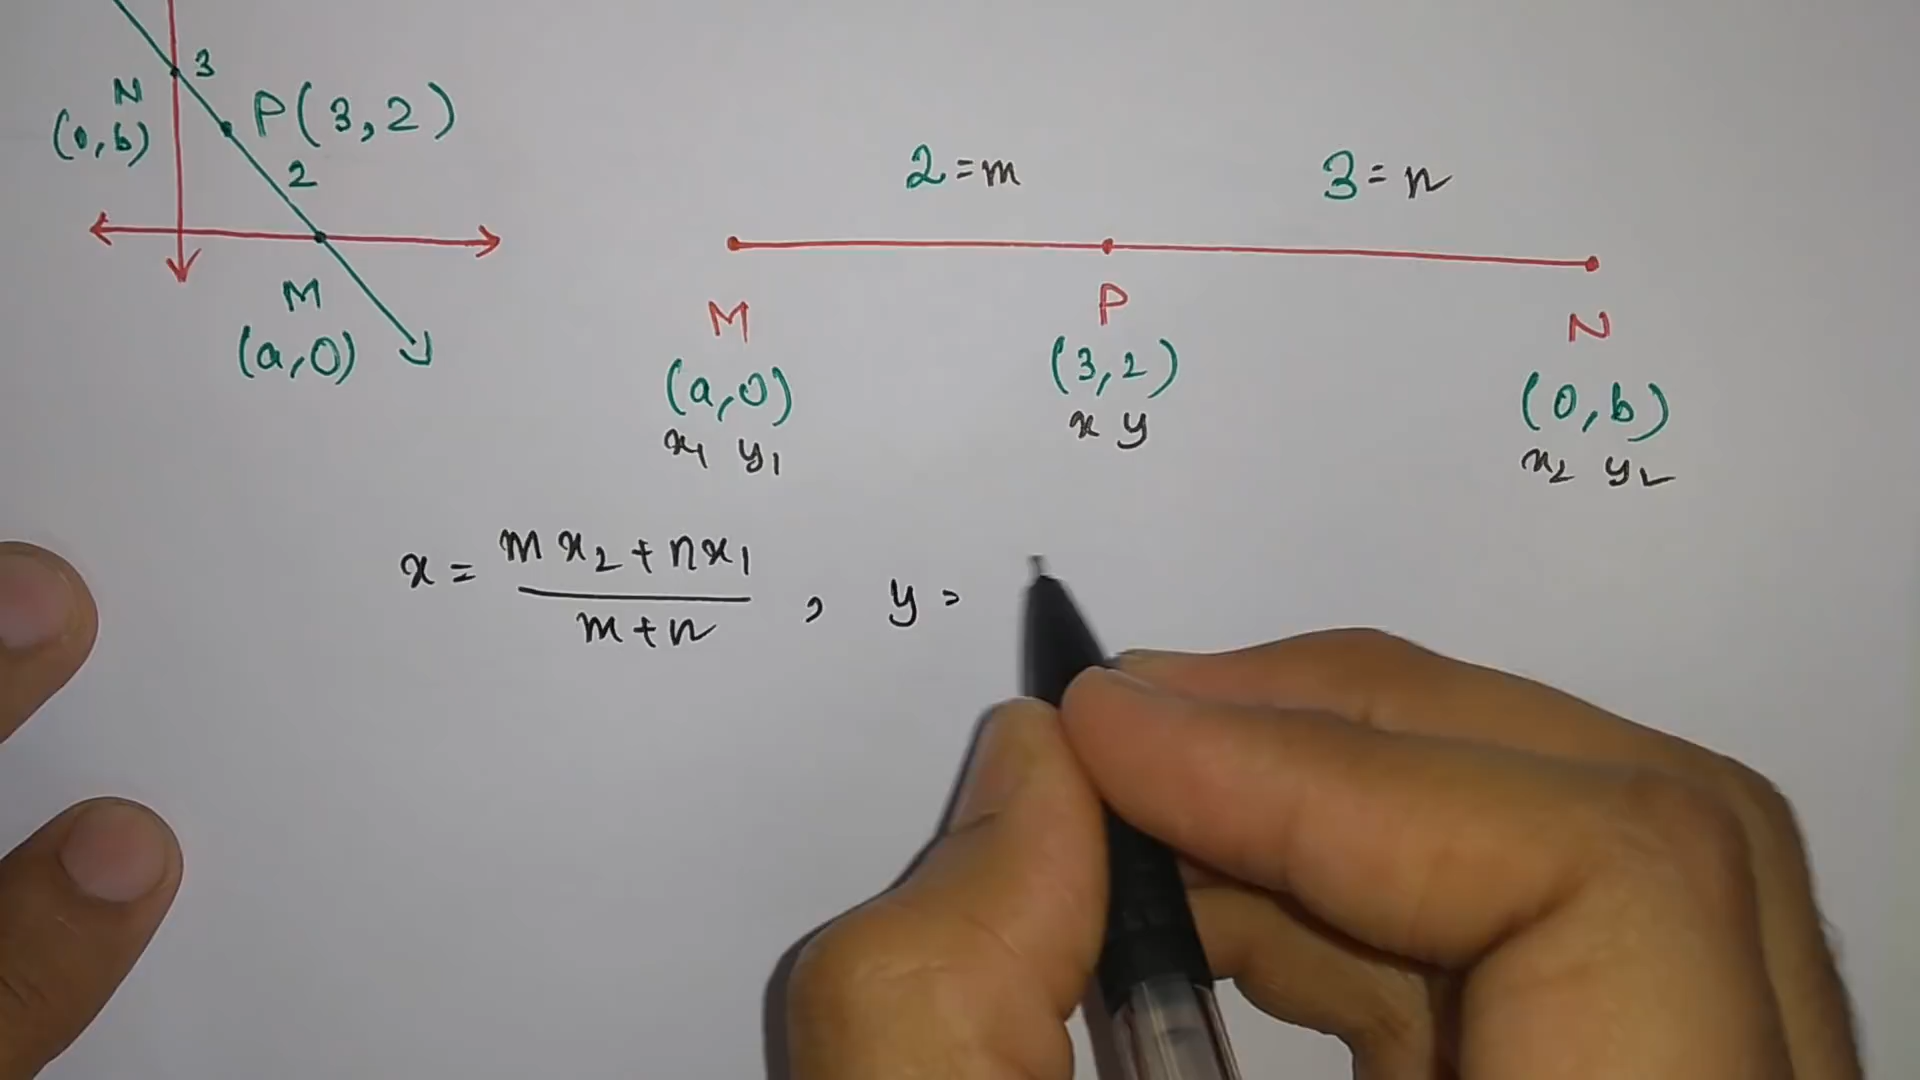 3
N
(0,b)
P(3,2)
2
M
(a,0)
2=m
3=n
M
P
N
(a,0)
(3,2)
(0,b)
x1 y1
x y
x2 y2
x = mx2+nx1
m+n
, y =